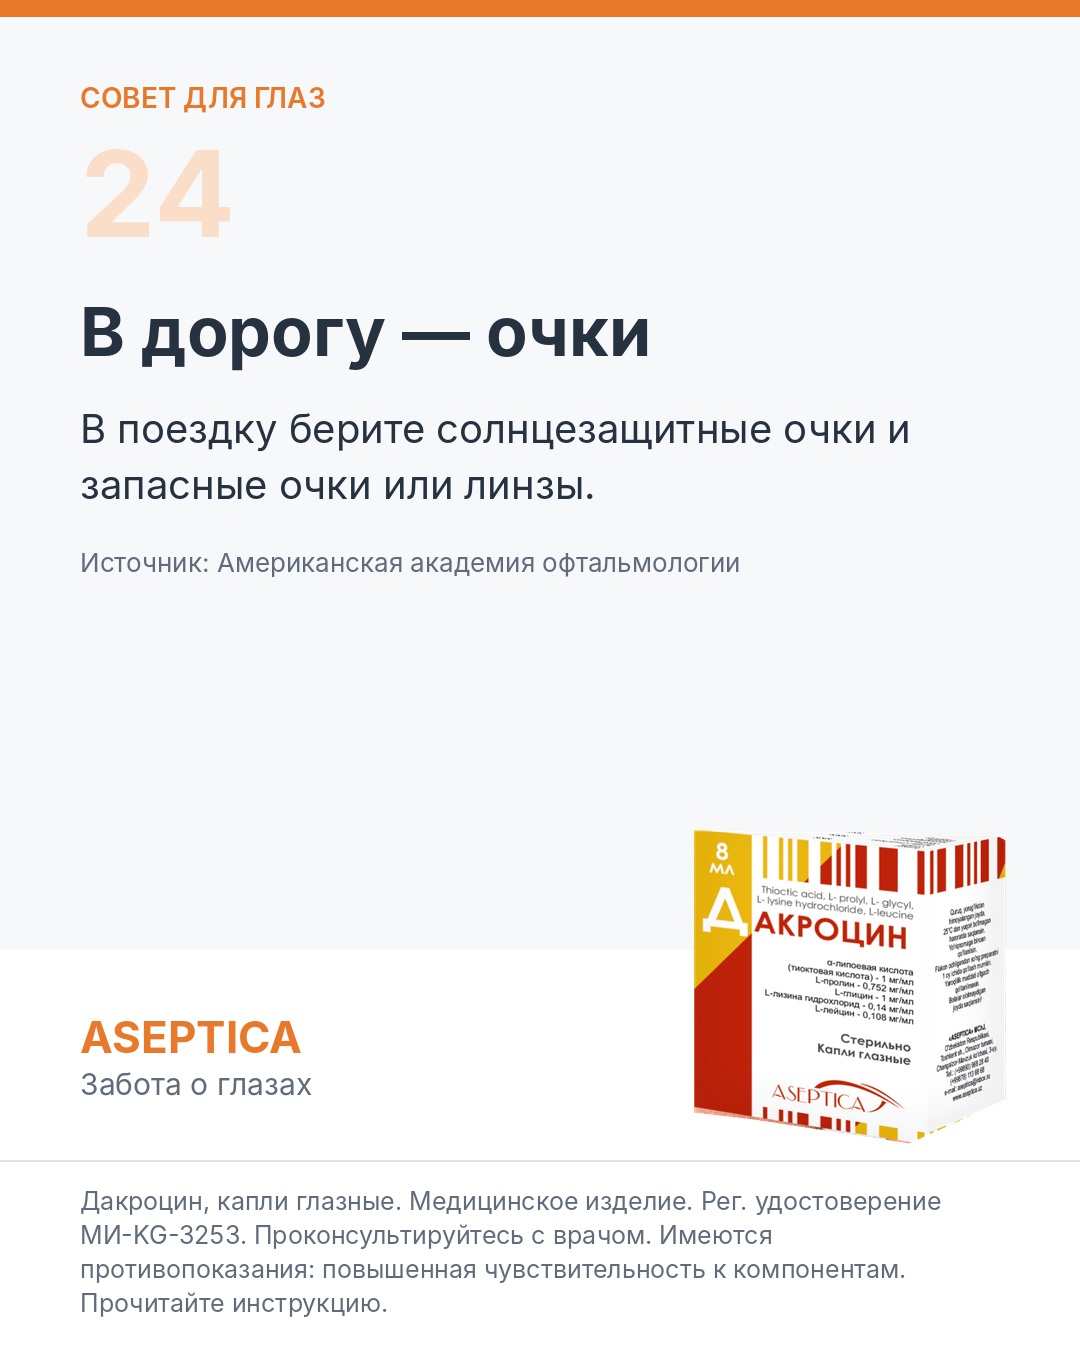 СОВЕТ ДЛЯ ГЛАЗ
24
В дорогу — очки
В поездку берите солнцезащитные очки и
запасные очки или линзы.
Источник: Американская академия офтальмологии
8
МЛ
Thioctic acid, L- prolyl, L- glycyl,
L- lysine hydrochloride, L-leucine
ДАКРОЦИН
α-липоевая кислота
(тиоктовая кислота) - 1 мг/мл
L-пролин - 0,752 мг/мл
L-глицин - 1 мг/мл
L-лизина гидрохлорид - 0,14 мг/мл
L-лейцин - 0,108 мг/мл
Стерильно
Капли глазные
ASEPTICA
ASEPTICA
Забота о глазах
Дакроцин, капли глазные. Медицинское изделие. Рег. удостоверение
МИ-KG-3253. Проконсультируйтесь с врачом. Имеются
противопоказания: повышенная чувствительность к компонентам.
Прочитайте инструкцию.